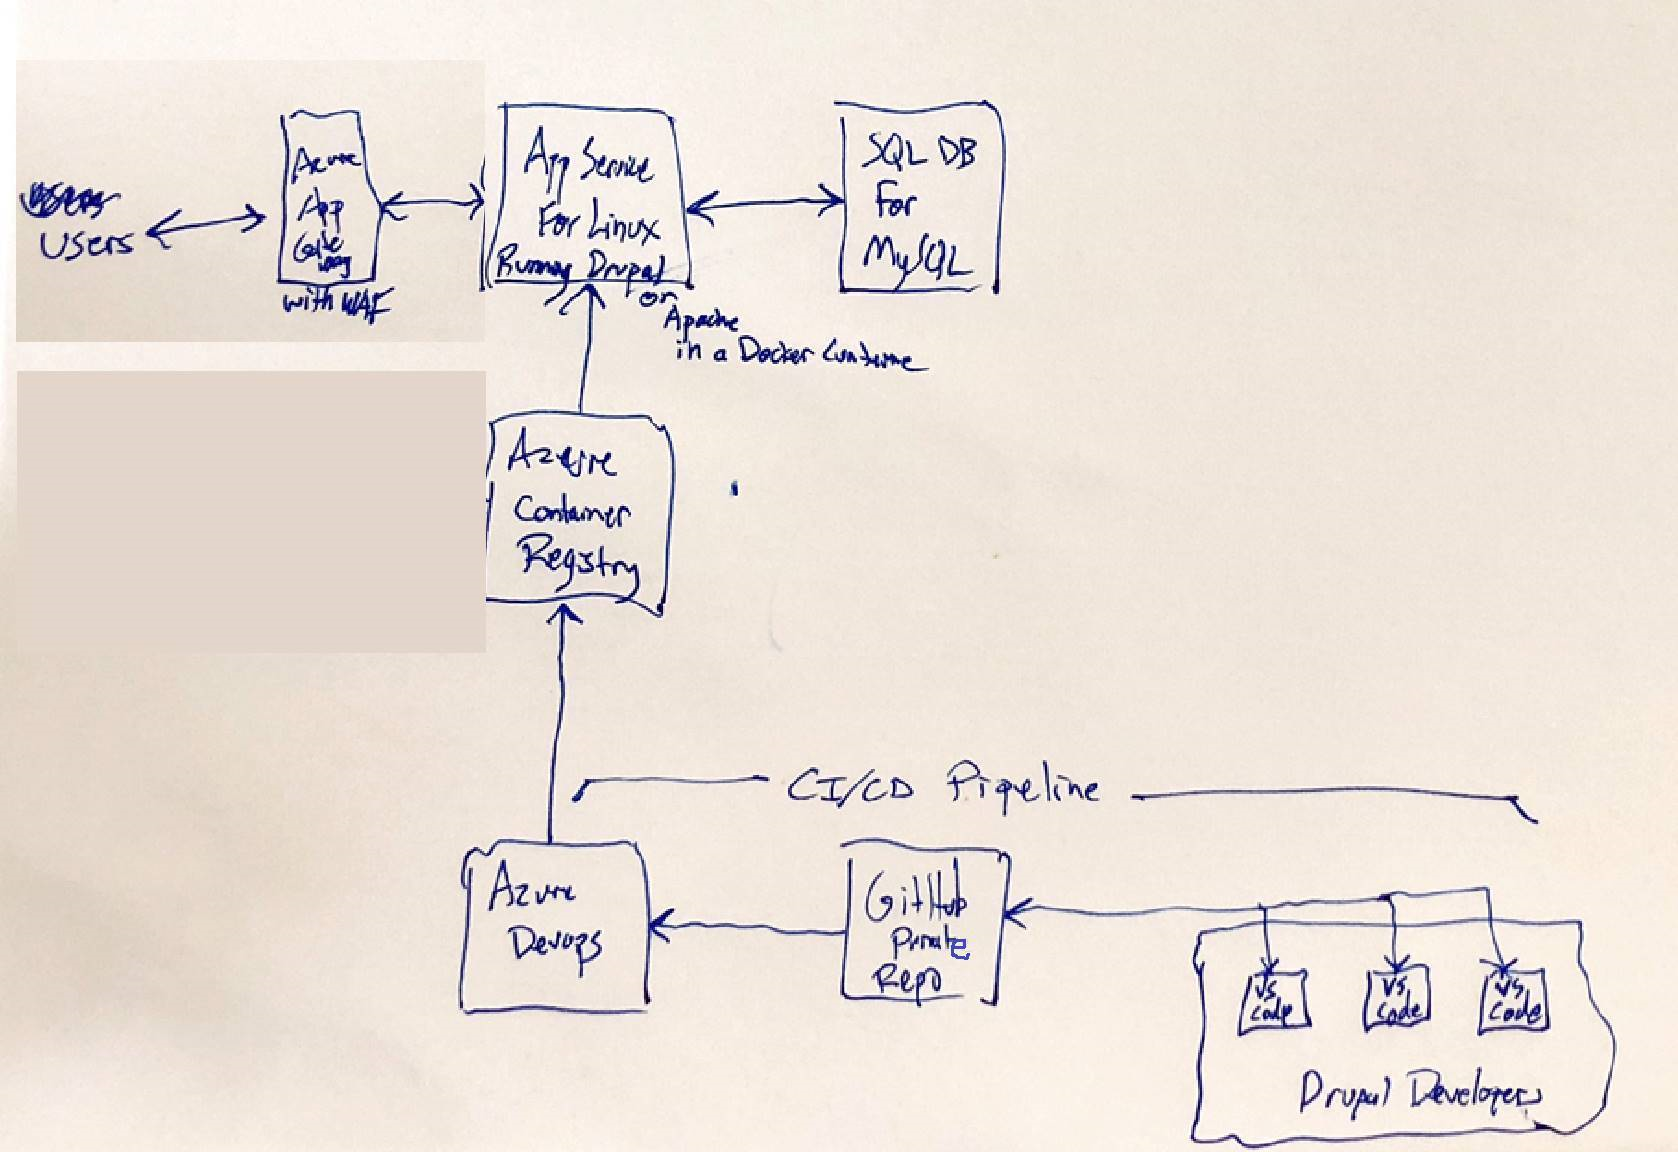 Users
Azure
App
Gate
way
with WAF
App Service
For Linux
Running Drupal
on
Apache
in a Docker
SQL DB
For
MySQL
Azure
Container
Registry
CI/CD Pipeline
Azure
Devops
GitHub
Private
Repo
VS
Code
VS
Code
VS
Code
Drupal Developers